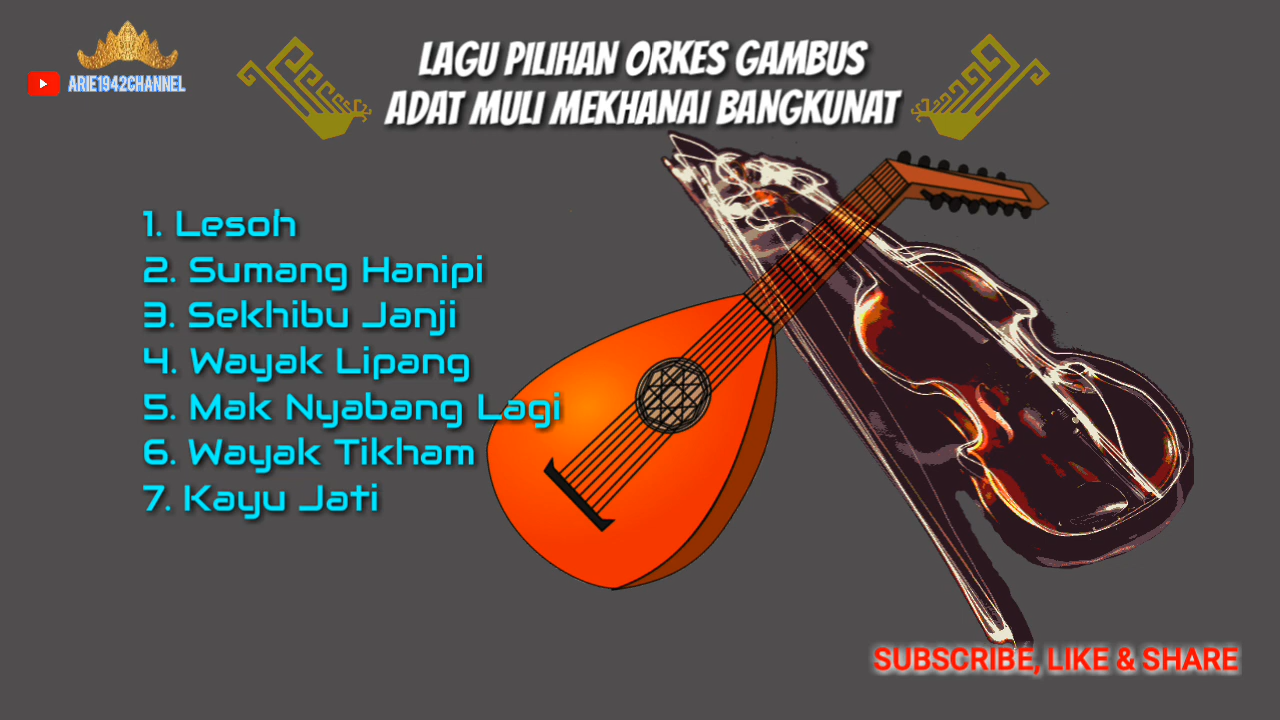 ARIE1942CHANNEL
LAGU PILIHAN ORKES GAMBUS
ADAT MULI MEKHANAI BANGKUNAT
1. Lesoh
2. Sumang Hanipi
3. Sekhibu Janji
4. Wayak Lipang
5. Mak Nyabang Lagi
6. Wayak Tikham
7. Kayu Jati
SUBSCRIBE, LIKE & SHARE